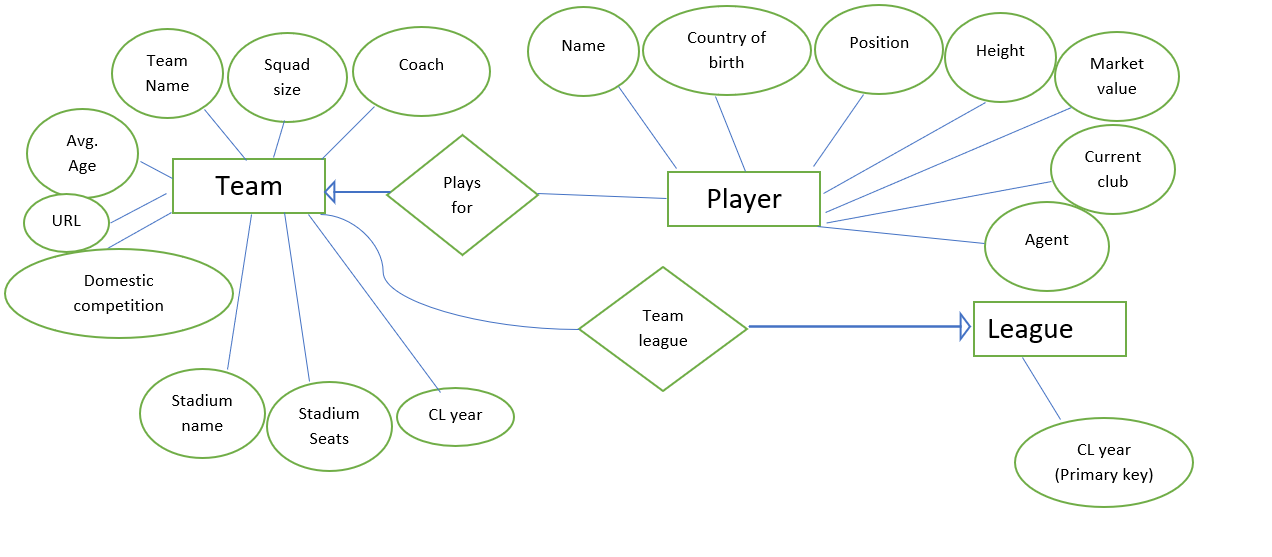 Team
Name
Squad
size
Coach
Name
Country of
birth
Position
Height
Market
value
Avg.
Age
Team
Plays
for
Player
Current
club
URL
Agent
Domestic
competition
Team
league
League
Stadium
name
Stadium
Seats
CL year
CL year
(Primary key)